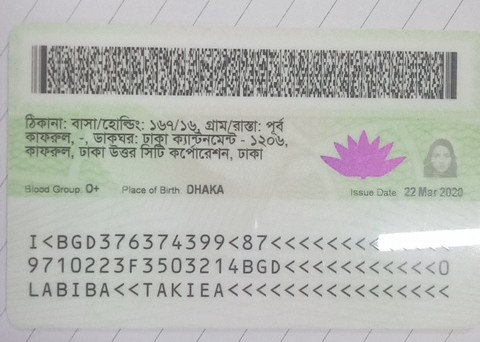 ঠিকানা: বাসা/হোল্ডিং: ১৬৭/১৬, গ্রাম/রাস্তা: পূর্ব
কাফরুল, -, ডাকঘর: ঢাকা ক্যান্টনমেন্ট - ১২০৬,
কাফরুল, ঢাকা উত্তর সিটি কর্পোরেশন, ঢাকা
Blood Group: O+ Place of Birth: DHAKA Issue Date: 22 Mar 2020
I<BGD376374399<87<<<<<<<<<<<<<
9710223F3503214BGD<<<<<<<<<<<0
LABIBA<<TAKIEA<<<<<<<<<<<<<<<<